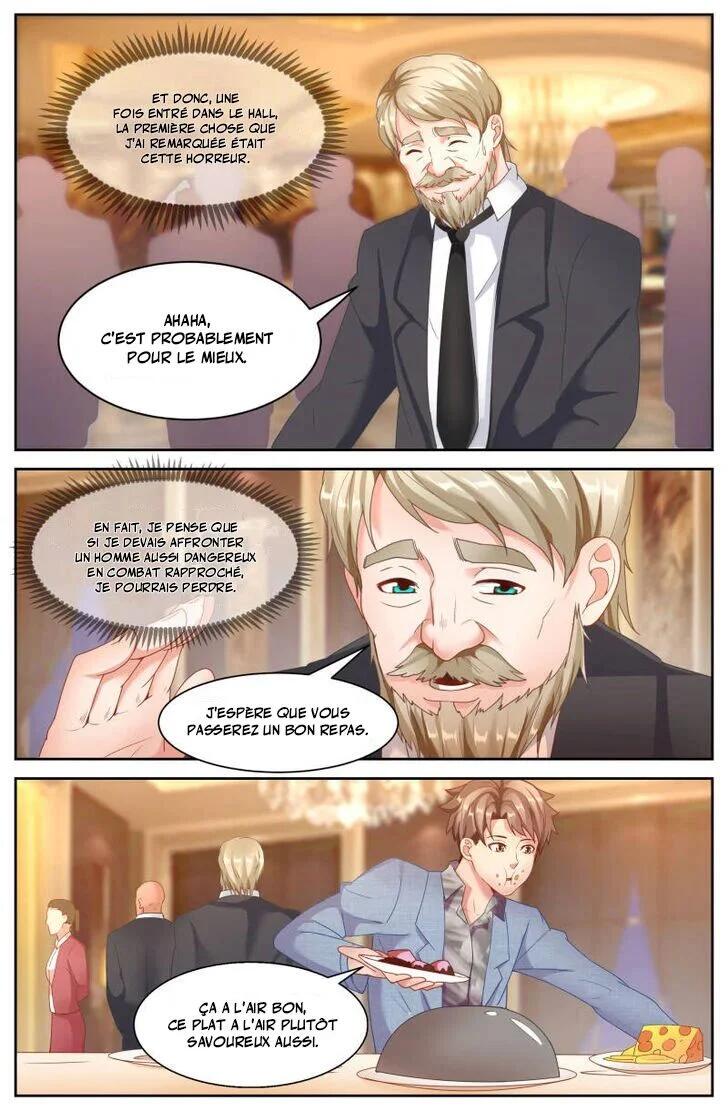 ET DONC, UNE
FOIS ENTRÉ DANS LE HALL,
LA PREMIÈRE CHOSE QUE
J'AI REMARQUÉE ÉTAIT
CETTE HORREUR.
AHAHA,
C'EST PROBABLEMENT
POUR LE MIEUX.
EN FAIT, JE PENSE QUE
SI JE DEVAIS AFFRONTER
UN HOMME AUSSI DANGEREUX
EN COMBAT RAPPROCHÉ,
JE POURRAIS PERDRE.
J'ESPÈRE QUE VOUS
PASSEREZ UN BON REPAS.
ÇA A L'AIR BON,
CE PLAT A L'AIR PLUTÔT
SAVOUREUX AUSSI.